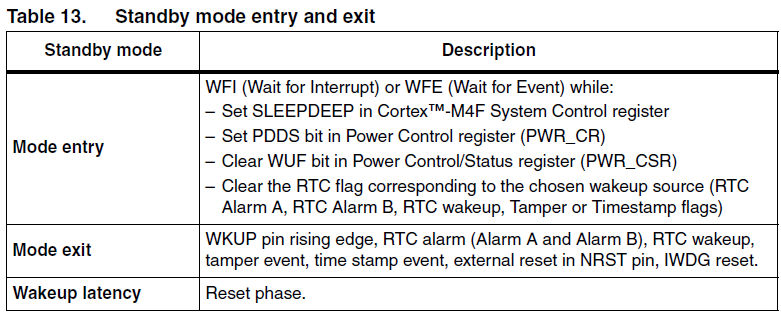 Table 13. Standby mode entry and exit
Standby mode Description
Mode entry
WFI (Wait for Interrupt) or WFE (Wait for Event) while:
– Set SLEEPDEEP in Cortex™-M4F System Control register
– Set PDDS bit in Power Control register (PWR_CR)
– Clear WUF bit in Power Control/Status register (PWR_CSR)
– Clear the RTC flag corresponding to the chosen wakeup source (RTC
Alarm A, RTC Alarm B, RTC wakeup, Tamper or Timestamp flags)
Mode exit
WKUP pin rising edge, RTC alarm (Alarm A and Alarm B), RTC wakeup,
tamper event, time stamp event, external reset in NRST pin, IWDG reset.
Wakeup latency Reset phase.